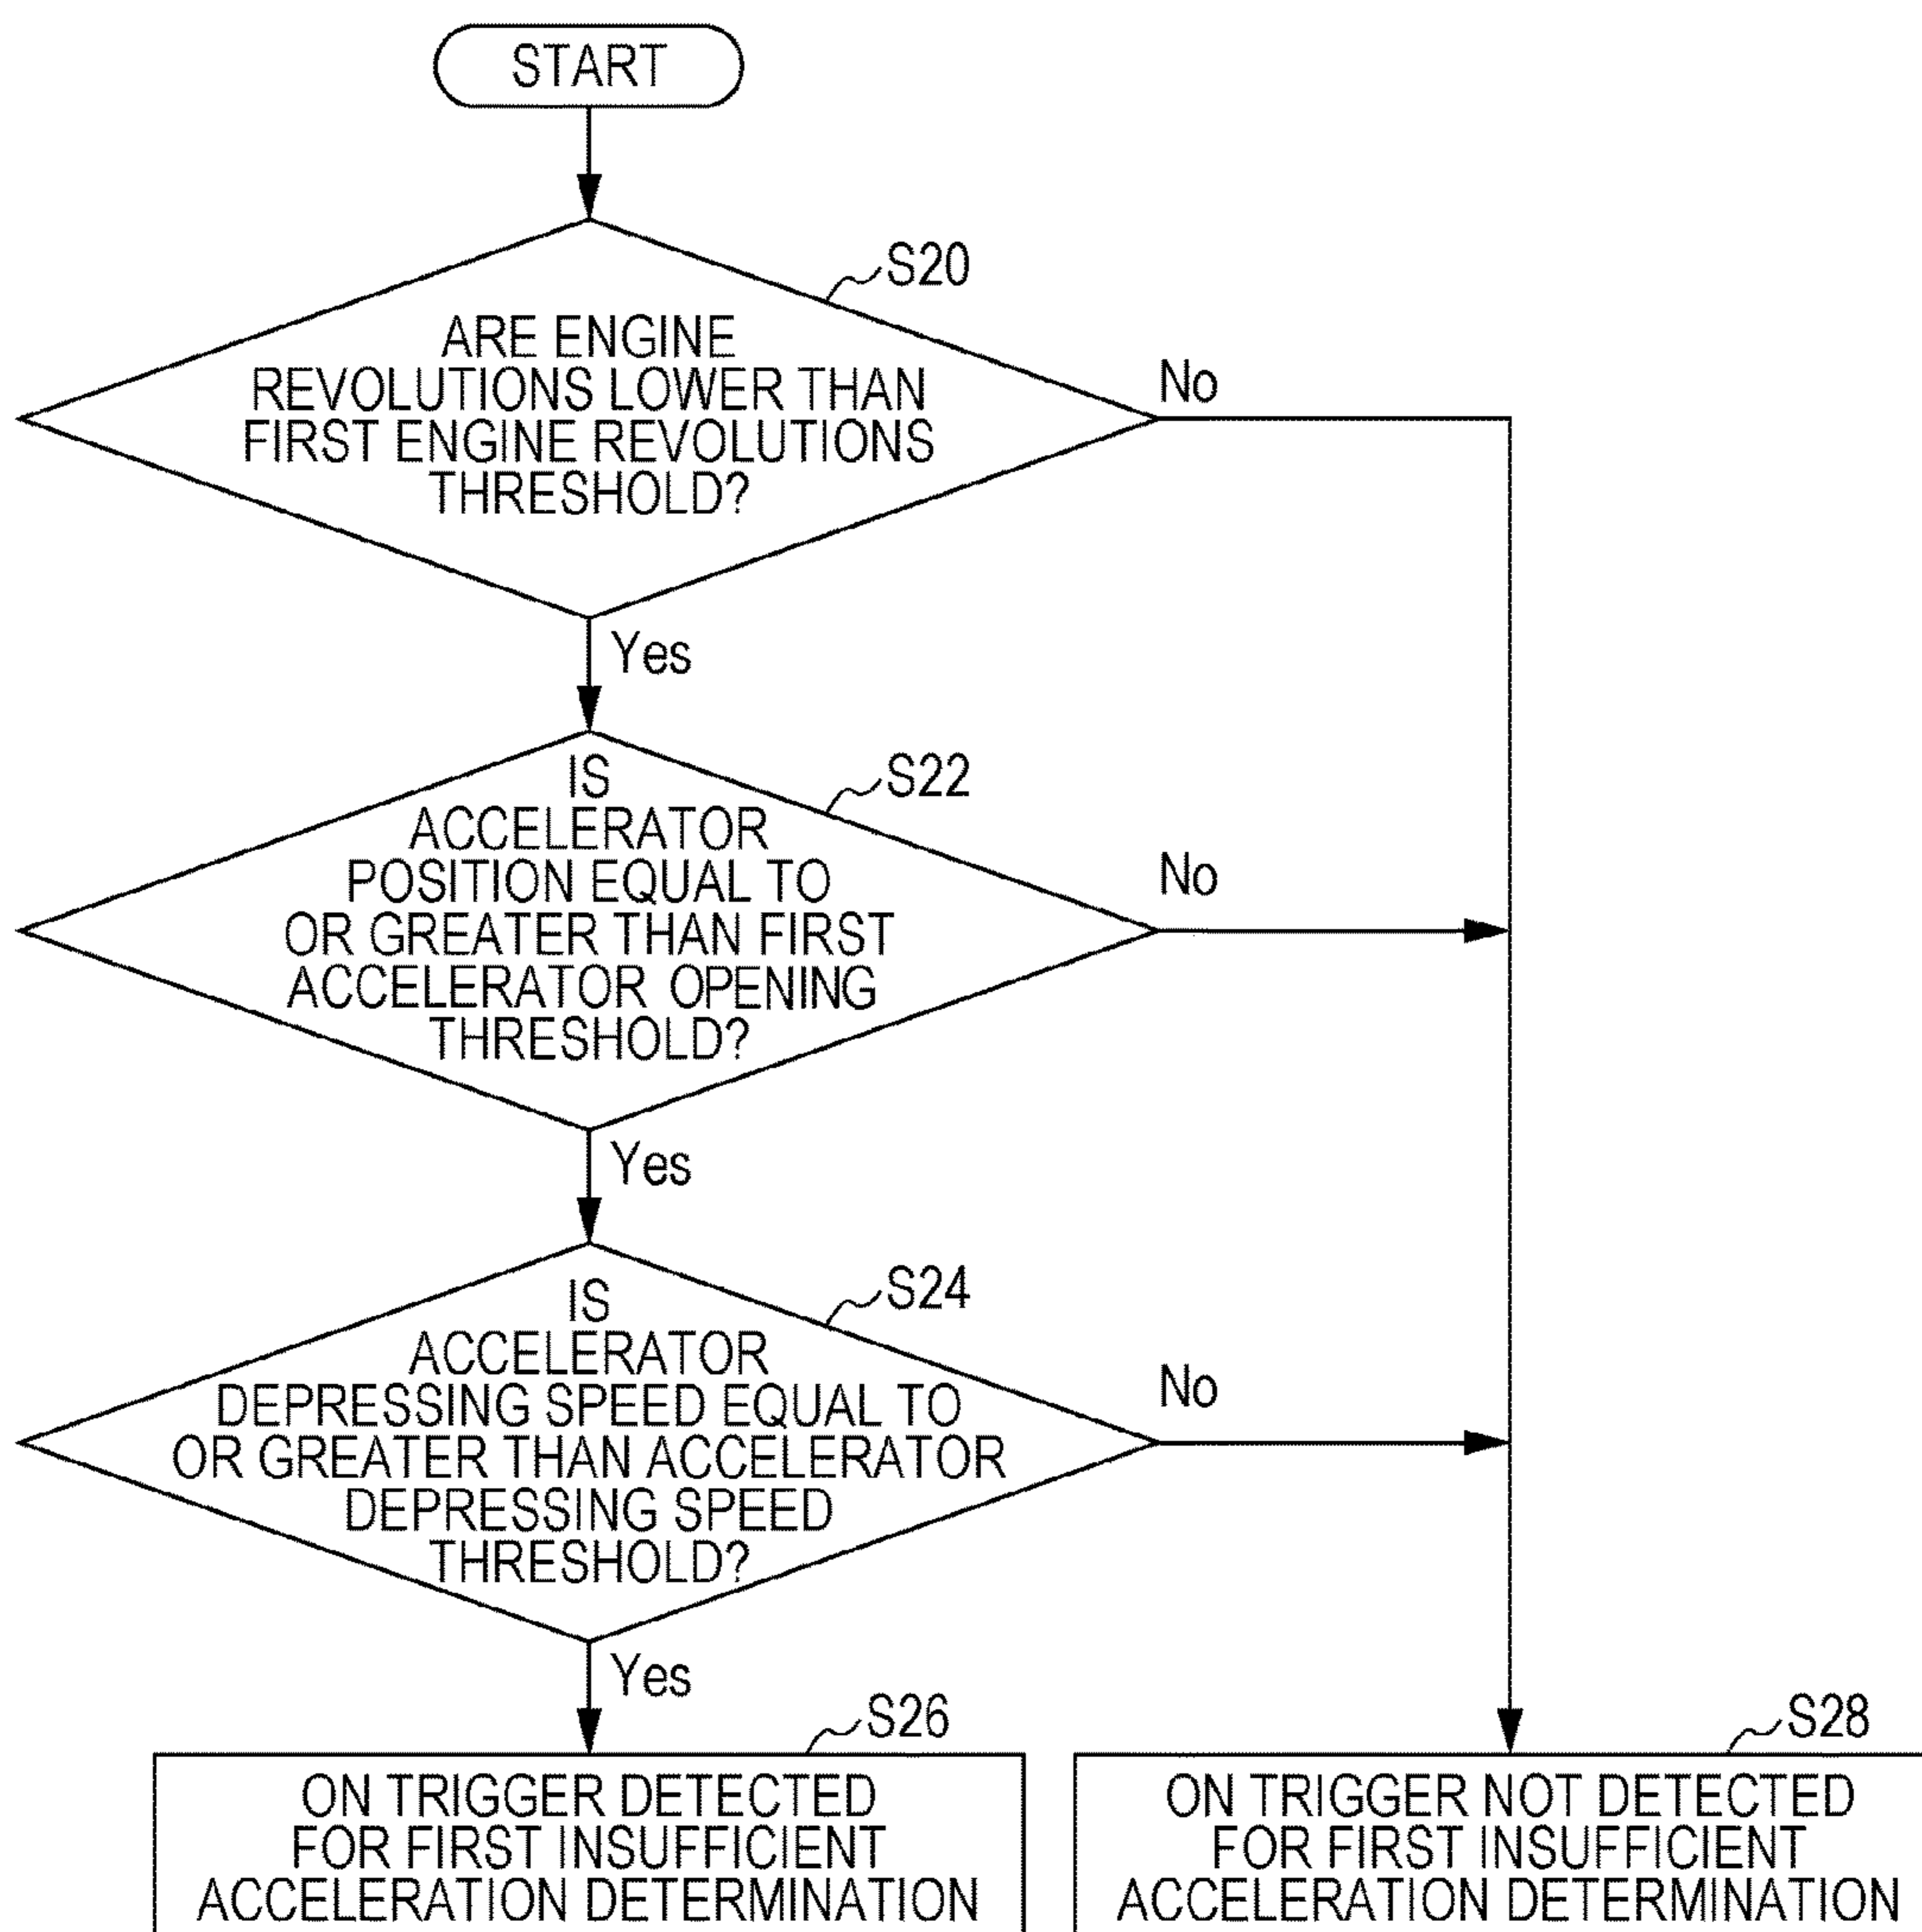 START
S20
ARE ENGINE
REVOLUTIONS LOWER THAN
FIRST ENGINE REVOLUTIONS
THRESHOLD?
No
Yes
S22
IS
ACCELERATOR
POSITION EQUAL TO
OR GREATER THAN FIRST
ACCELERATOR OPENING
THRESHOLD?
No
Yes
S24
IS
ACCELERATOR
DEPRESSING SPEED EQUAL TO
OR GREATER THAN ACCELERATOR
DEPRESSING SPEED
THRESHOLD?
No
Yes
S26
ON TRIGGER DETECTED
FOR FIRST INSUFFICIENT
ACCELERATION DETERMINATION
S28
ON TRIGGER NOT DETECTED
FOR FIRST INSUFFICIENT
ACCELERATION DETERMINATION